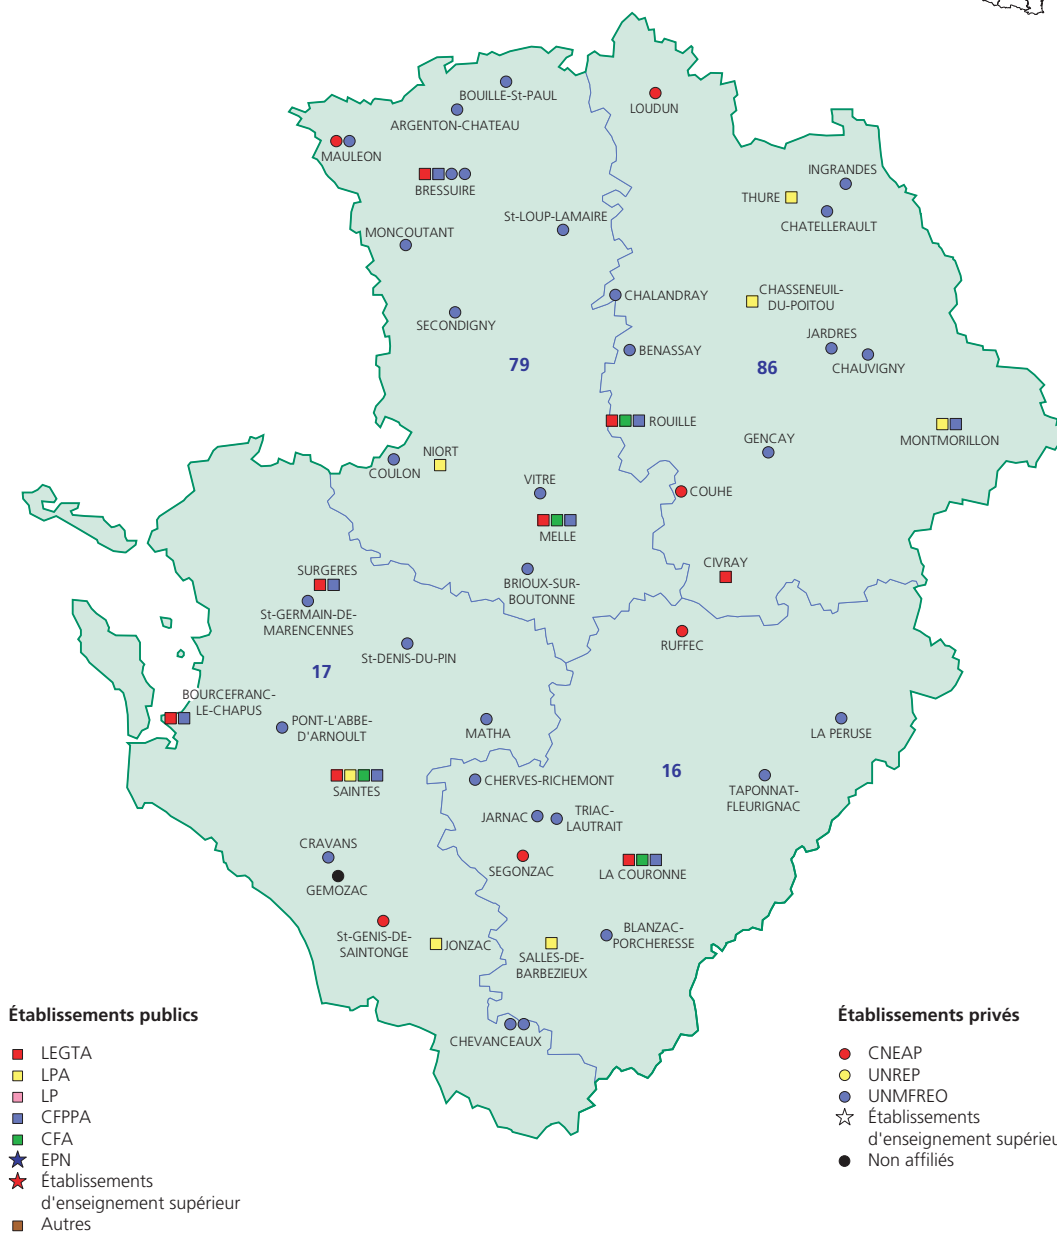 BOUILLE-St-PAUL
LOUDUN
ARGENTON-CHATEAU
MAULEON
INGRANDES
BRESSUIRE
THURE
St-LOUP-LAMAIRE
CHATELLERAULT
MONCOUTANT
CHASSENEUIL-
DU-POITOU
CHALANDRAY
SECONDIGNY
JARDRES
BENASSAY
79
86
CHAUVIGNY
ROUILLE
GENCAY
MONTMORILLON
NIORT
COULON
VITRE
COUHE
MELLE
CIVRAY
SURGERES
BRIOUX-SUR-
BOUTONNE
St-GERMAIN-DE-
MARENCENNES
RUFFEC
St-DENIS-DU-PIN
17
BOURCEFRANC-
LE-CHAPUS
PONT-L'ABBE-
D'ARNOULT
MATHA
LA PERUSE
16
CHERVES-RICHEMONT
SAINTES
TAPONNAT-
FLEURIGNAC
JARNAC
TRIAC-
LAUTRAIT
CRAVANS
SEGONZAC
LA COURONNE
GEMOZAC
St-GENIS-DE-
SAINTONGE
JONZAC
BLANZAC-
PORCHERESSE
SALLES-DE-
BARBEZIEUX
CHEVANCEAUX
Établissements publics
LEGTA
LPA
LP
CFPPA
CFA
EPN
Établissements
d'enseignement supérieur
Autres
Établissements privés
CNEAP
UNREP
UNMFREO
Établissements
d'enseignement supérieu
Non affiliés